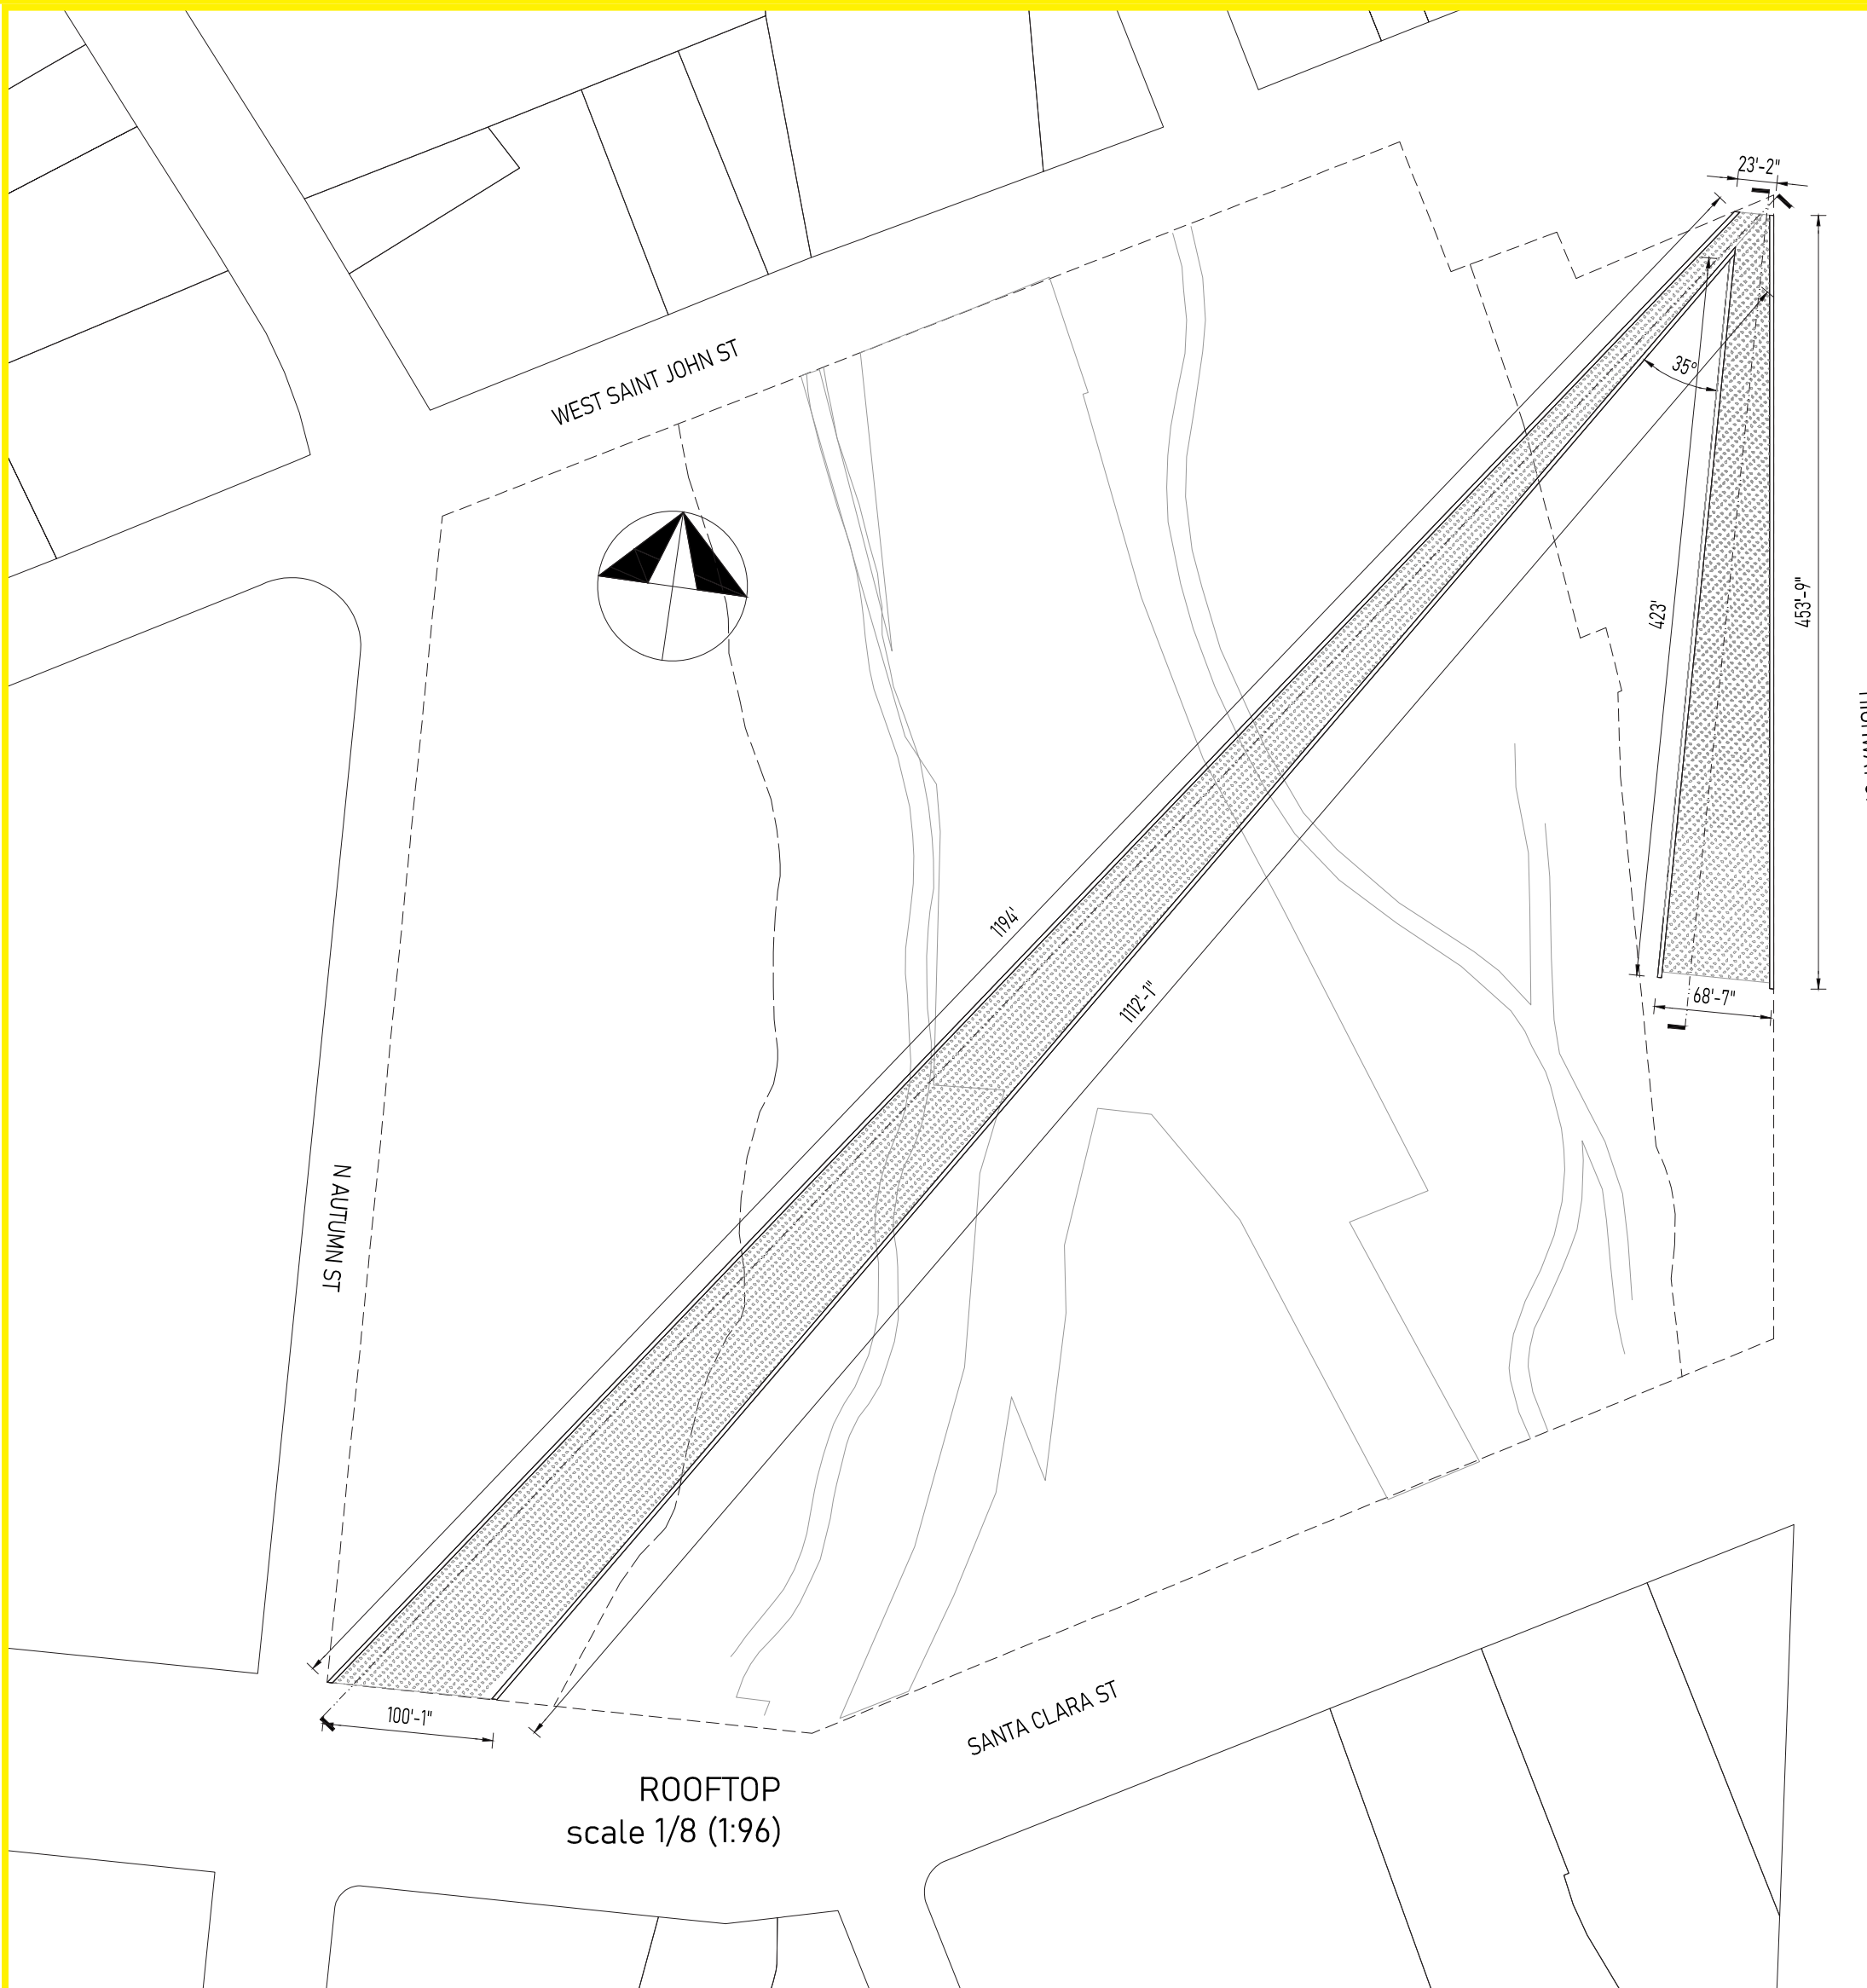 23'-2"
WEST SAINT JOHN ST
35°
423'
453'-9"
1194'
1112'-1"
68'-7"
N AUTUMN ST
100'-1"
SANTA CLARA ST
ROOFTOP
scale 1/8 (1:96)